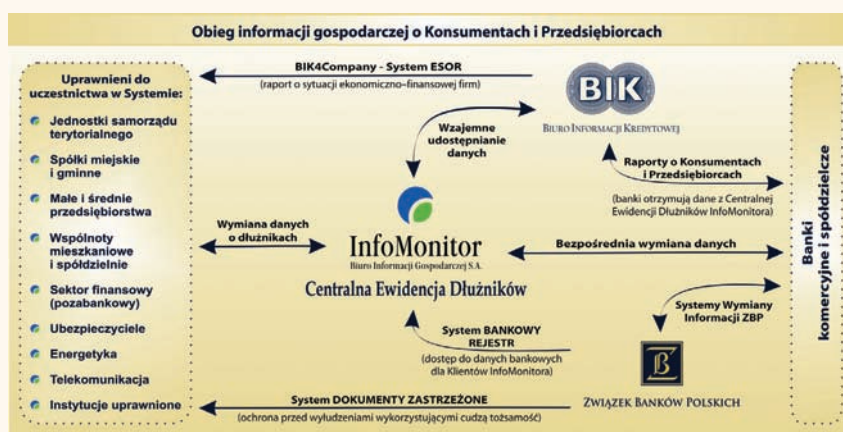 Obieg informacji gospodarczej o Konsumentach i Przedsiębiorcach
Uprawnieni do
uczestnictwa w Systemie:
Jednostki samorządu
terytorialnego
Spółki miejskie
i gminne
Małe i średnie
przedsiębiorstwa
Wspólnoty
mieszkaniowe
i spółdzielnie
Sektor finansowy
(pozabankowy)
Ubezpieczyciele
Energetyka
Telekomunikacja
Instytucje uprawnione
BIK4Company - System ESOR
(raport o sytuacji ekonomiczno–finansowej firm)
BIK
BIURO INFORMACJI KREDYTOWEJ
Wzajemne
udostępnianie
danych
Raporty o Konsumentach
i Przedsiębiorcach
(banki otrzymują dane z Centralnej
Ewidencji Dłużników InfoMonitora)
Wymiana danych
o dłużnikach
InfoMonitor
Biuro Informacji Gospodarczej S.A.
Centralna Ewidencja Dłużników
Bezpośrednia wymiana danych
Systemy Wymiany
Informacji ZBP
System BANKOWY
REJESTR
(dostęp do danych bankowych
dla Klientów InfoMonitora)
ZWIĄZEK BANKÓW POLSKICH
System DOKUMENTY ZASTRZEŻONE
(ochrona przed wyłudzeniami wykorzystującymi cudzą tożsamość)
Banki
komercyjne i spółdzielcze